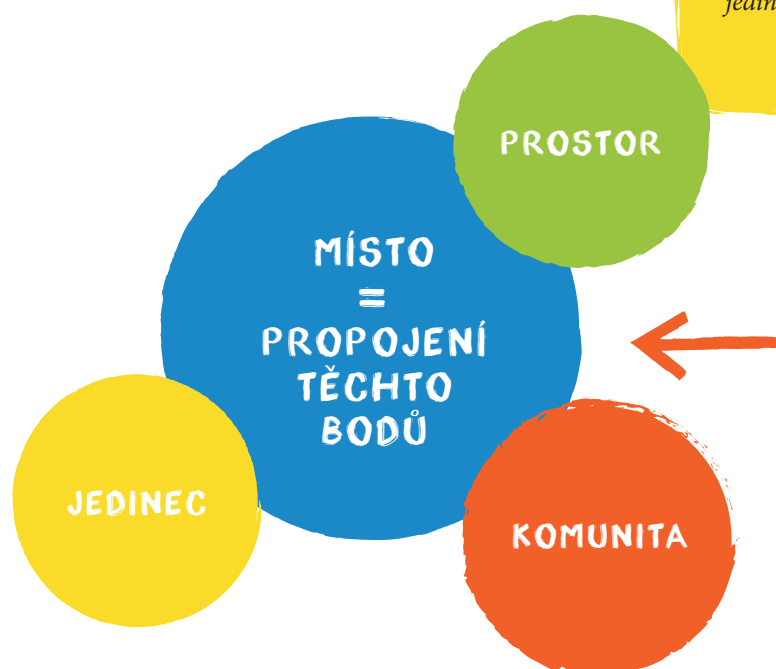 PROSTOR
MÍSTO
=
PROPOJENÍ
TĚCHTO
BODŮ
JEDINEC
KOMUNITA